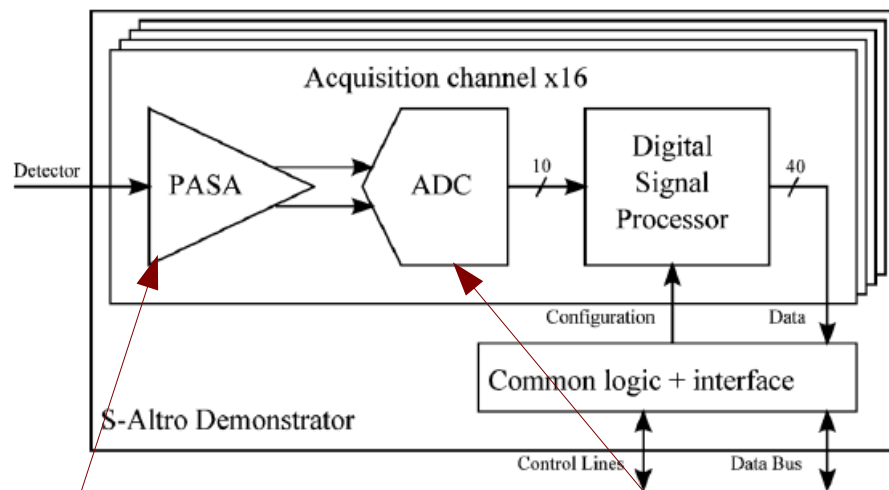 Acquisition channel x16
Detector
PASA
ADC
10
Digital
Signal
Processor
40
Configuration
Data
Common logic + interface
S-Altro Demonstrator
Control Lines
Data Bus